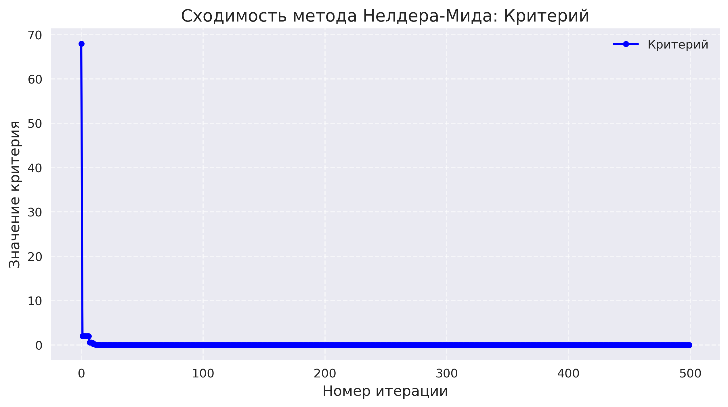 Сходимость метода Нелдера-Мида: Критерий
Критерий
Значение критерия
70
60
50
40
30
20
10
0
0 100 200 300 400 500
Номер итерации